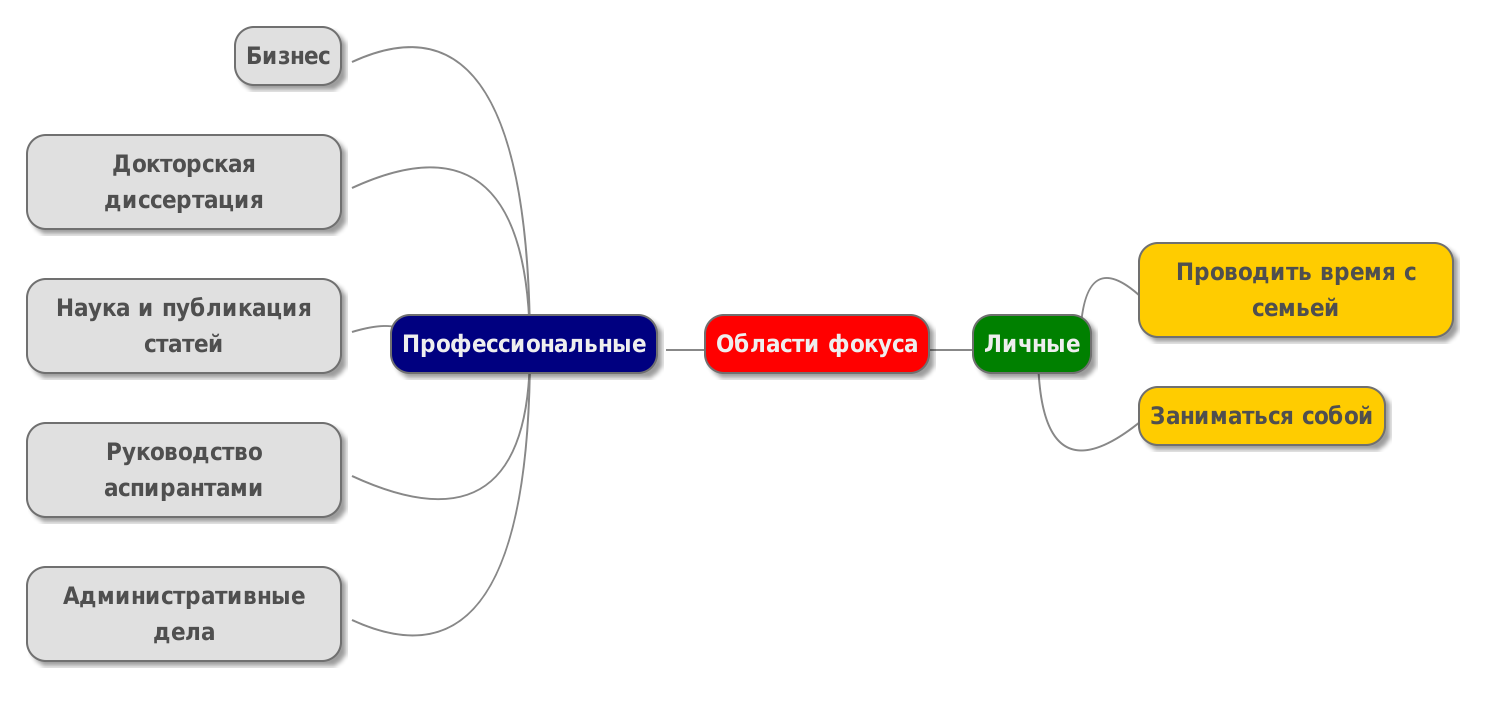 Бизнес
Докторская
диссертация
Наука и публикация
статей
Руководство
аспирантами
Административные
дела
Профессиональные
Области фокуса
Личные
Проводить время с
семьей
Заниматься собой